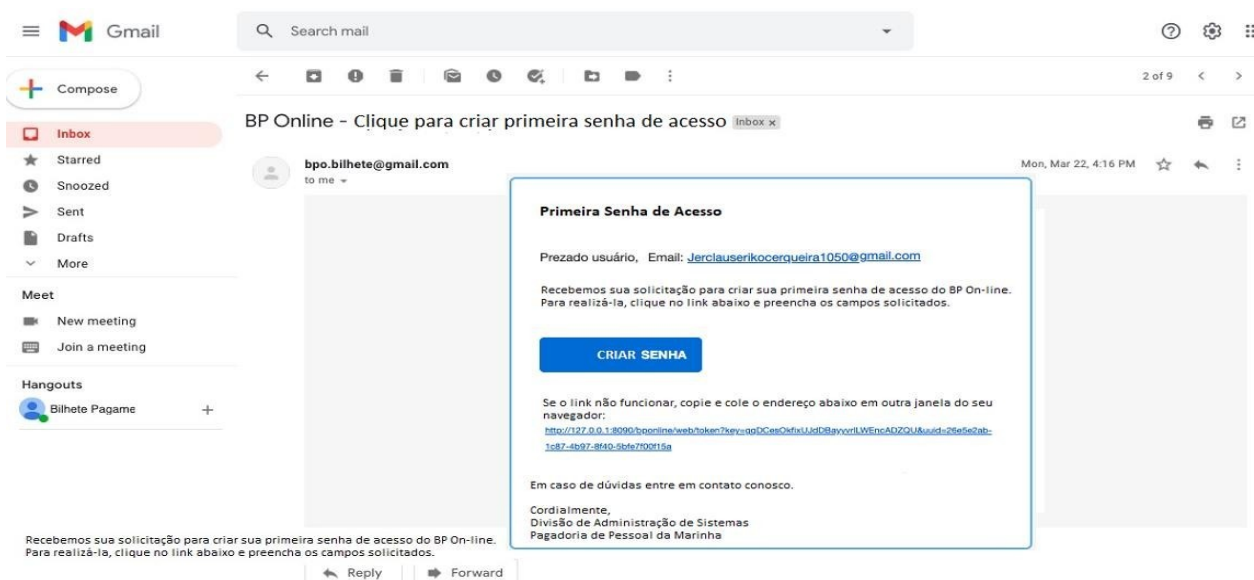 Gmail
Search mail
Compose
2 of 9
BP Online - Clique para criar primeira senha de acesso Inbox x
Inbox
Starred
Snoozed
Sent
Drafts
More
bpo.bilhete@gmail.com
to me
Mon, Mar 22, 4:16 PM
Primeira Senha de Acesso
Prezado usuário, Email: Jerclauserikocerqueira1050@gmail.com
Recebemos sua solicitação para criar sua primeira senha de acesso do BP On-line.
Para realizá-la, clique no link abaixo e preencha os campos solicitados.
CRIAR SENHA
Se o link não funcionar, copie e cole o endereço abaixo em outra janela do seu
navegador:
1c87-4b97-8f40-5bfe7f00f15a
Em caso de dúvidas entre em contato conosco.
Cordialmente,
Divisão de Administração de Sistemas
Pagadoria de Pessoal da Marinha
Meet
New meeting
Join a meeting
Hangouts
Bilhete Pagame
Recebemos sua solicitação para criar sua primeira senha de acesso do BP On-line.
Para realizá-la, clique no link abaixo e preencha os campos solicitados.
Reply
Forward